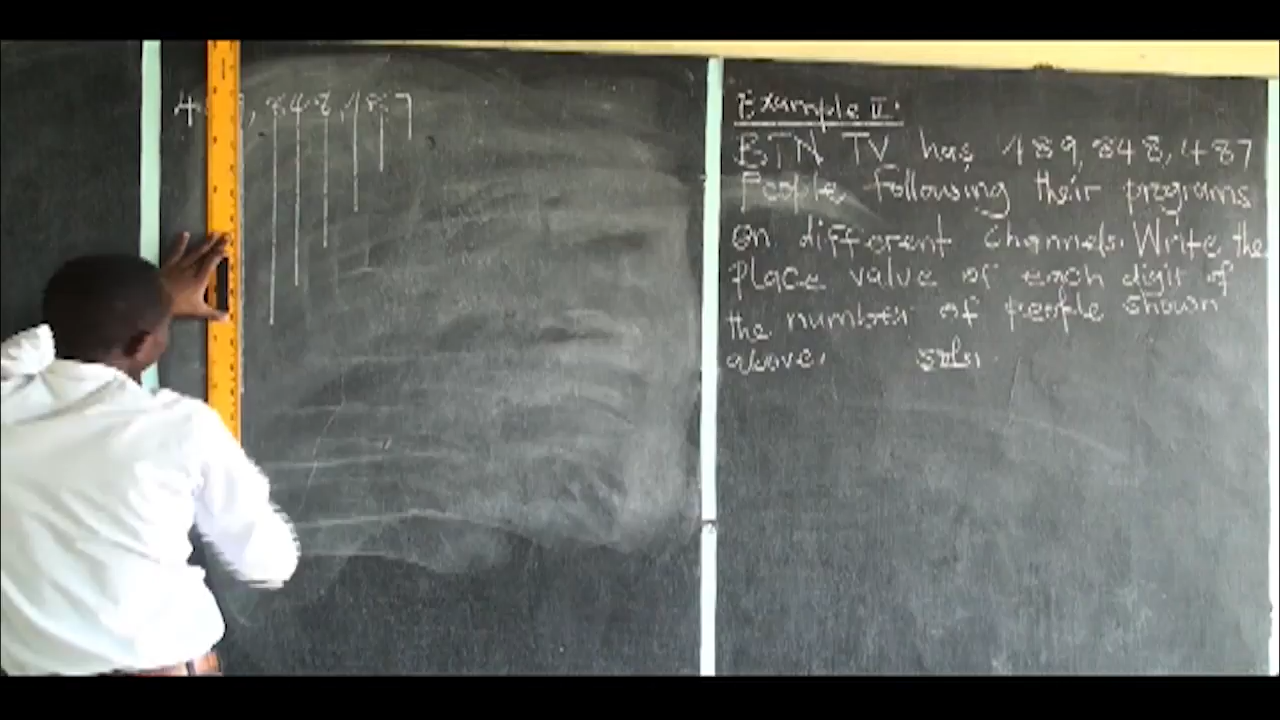 4 9, 848, 487
Example II:
BTN TV has 489, 848, 487
People following their programs
on different channels. Write the
place value of each digit of
the number of people shown
above. soln.